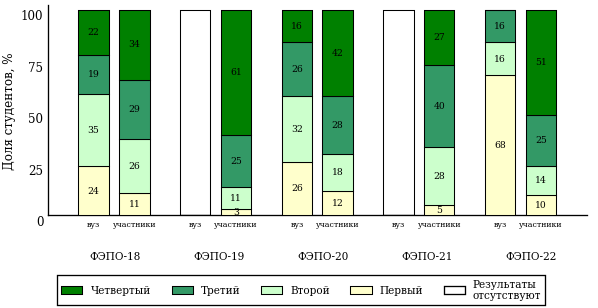 Доля студентов, %
100
75
50
25
0
22 34 61 16 42 27 16 51
19 29 25 26 28 40 16 25
35 26 11 32 18 28 68 14
24 11 3 26 12 5 10
вуз участники вуз участники вуз участники вуз участники вуз участники
ФЭПО-18 ФЭПО-19 ФЭПО-20 ФЭПО-21 ФЭПО-22
Четвертый Третий Второй Первый Результаты
отсутствуют